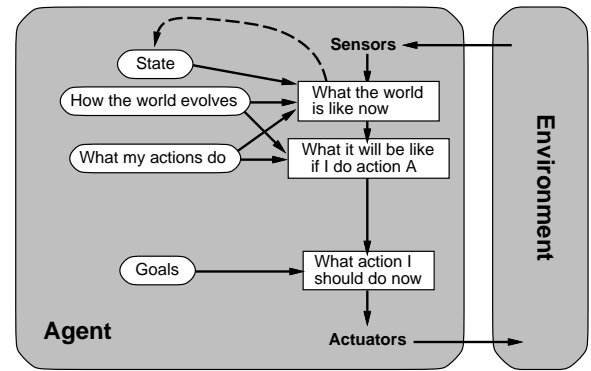 Sensors
State
What the world
is like now
How the world evolves
What my actions do
What it will be like
if I do action A
Goals
What action I
should do now
Agent
Actuators
Environment